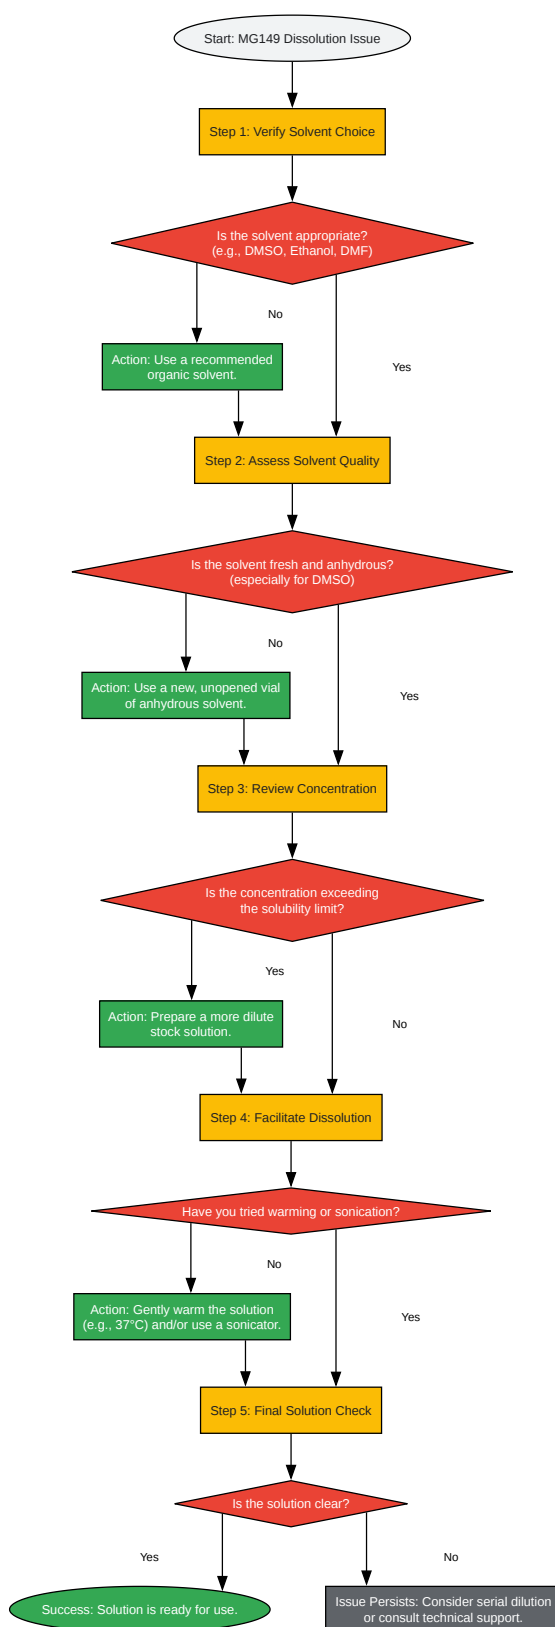 Start: MG149 Dissolution Issue
Step 1: Verify Solvent Choice
Is the solvent appropriate?
(e.g., DMSO, Ethanol, DMF)
No
Action: Use a recommended
organic solvent.
Yes
Step 2: Assess Solvent Quality
Is the solvent fresh and anhydrous?
(especially for DMSO)
No
Action: Use a new, unopened vial
of anhydrous solvent.
Yes
Step 3: Review Concentration
Is the concentration exceeding
the solubility limit?
Yes
Action: Prepare a more dilute
stock solution.
No
Step 4: Facilitate Dissolution
Have you tried warming or sonication?
No
Action: Gently warm the solution
(e.g., 37°C) and/or use a sonicator.
Yes
Step 5: Final Solution Check
Is the solution clear?
Yes
No
Success: Solution is ready for use.
Issue Persists: Consider serial dilution
or consult technical support.